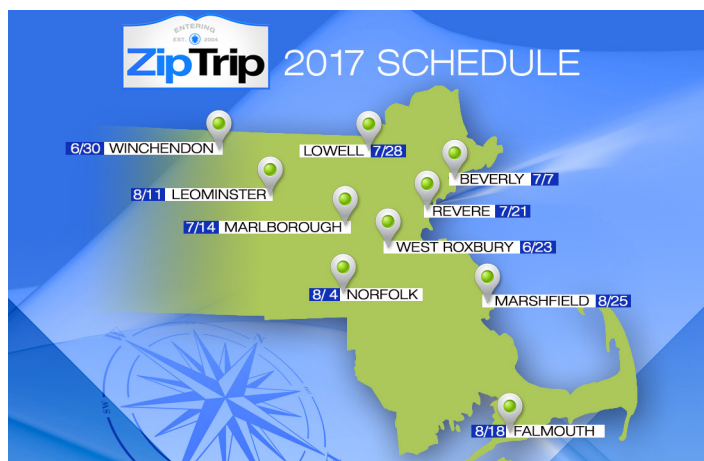 ENTERING
EST. 2004
ZipTrip
2017 SCHEDULE
6/30 WINCHENDON
LOWELL 7/28
BEVERLY 7/7
8/11 LEOMINSTER
REVERE 7/21
7/14 MARLBOROUGH
WEST ROXBURY 6/23
8/4 NORFOLK
MARSHFIELD 8/25
8/18 FALMOUTH